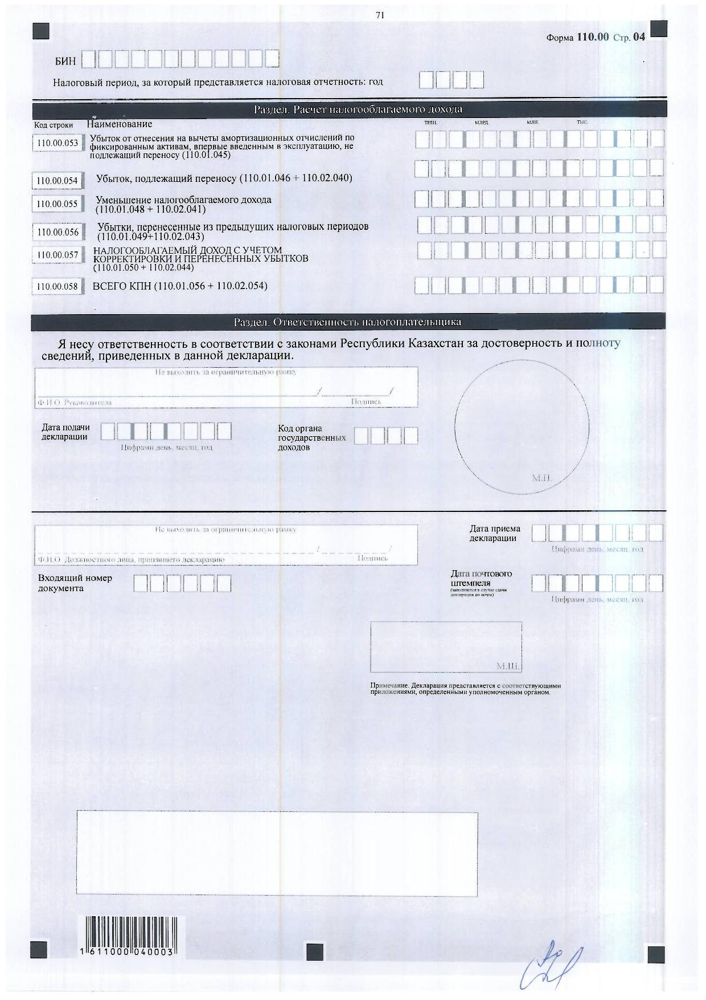 71
Форма 110.00 Стр. 04
БИН
Налоговый период, за который представляется налоговая отчетность: год
Раздел. Расчет налогооблагаемого дохода
Код строки Наименование ТРЛН. МЛРД. МЛН. ТЫС.
110.00.053 Убыток от отнесения на вычеты амортизационных отчислений по
фиксированным активам, впервые введенным в эксплуатацию, не
подлежащий переносу (110.01.045)
110.00.054 Убыток, подлежащий переносу (110.01.046 + 110.02.040)
110.00.055 Уменьшение налогооблагаемого дохода
(110.01.048 + 110.02.041)
110.00.056 Убытки, перенесенные из предыдущих налоговых периодов
(110.01.049+110.02.043)
110.00.057 НАЛОГООБЛАГАЕМЫЙ ДОХОД С УЧЕТОМ
КОРРЕКТИРОВКИ И ПЕРЕНЕСЕННЫХ УБЫТКОВ
(110.01.050 + 110.02.044)
110.00.058 ВСЕГО КПН (110.01.056 + 110.02.054)
Раздел. Ответственность налогоплательщика
Я несу ответственность в соответствии с законами Республики Казахстан за достоверность и полноту
сведений, приведенных в данной декларации.
Не выходить за ограничительную рамку
/ /
Ф.И.О. Руководителя Подпись
Дата подачи
декларации
Цифрами день, месяц, год
Код органа
государственных
доходов
М.П.
Не выходить за ограничительную рамку
/ /
Ф.И.О. Должностного лица, принявшего декларацию Подпись
Дата приема
декларации
Цифрами день, месяц, год
Входящий номер
документа
Дата почтового
штемпеля
(заполняется в случае сдачи
декларации по почте)
Цифрами день, месяц, год
М.Ш.
Примечание. Декларация представляется с соответствующими
приложениями, определенными уполномоченным органом.
1 611000 040003